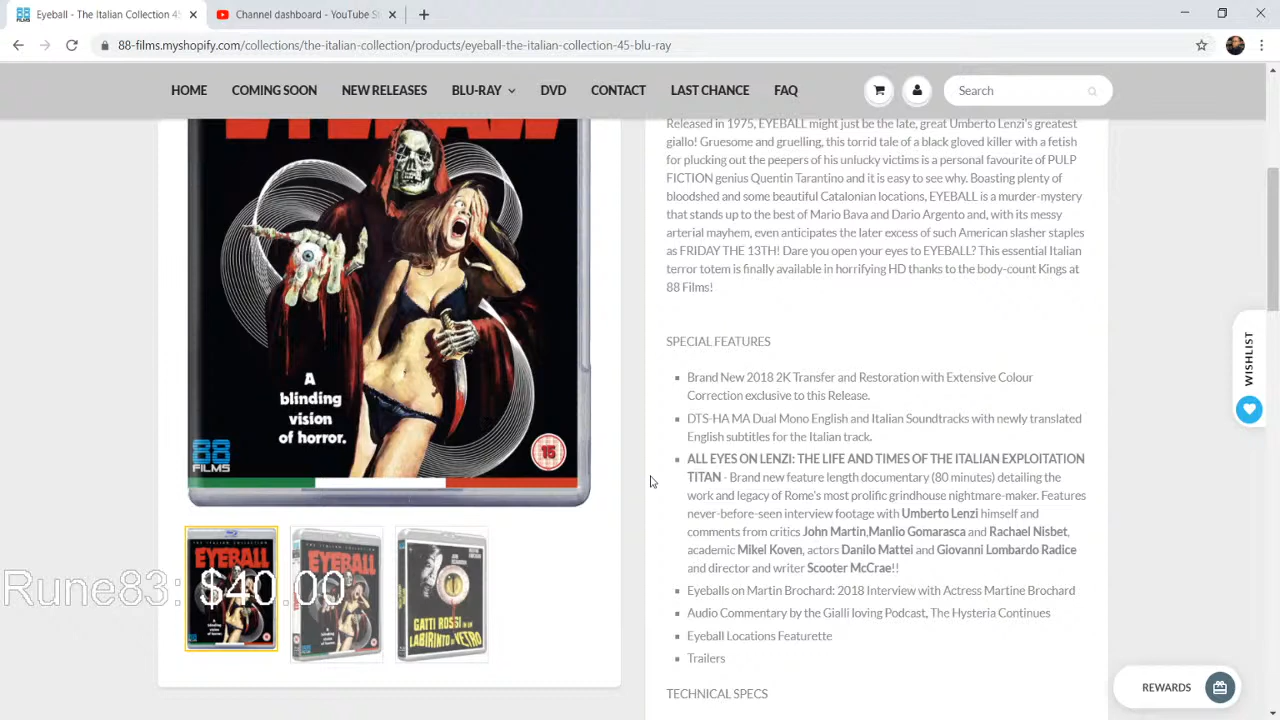 Eyeball - The Italian Collection 45
Channel dashboard - YouTube St
88-films.myshopify.com/collections/the-italian-collection/products/eyeball-the-italian-collection-45-blu-ray
HOME COMING SOON NEW RELEASES BLU-RAY DVD CONTACT LAST CHANCE FAQ Search
EYEBALL
A
blinding
vision
of horror.
88
FILMS
15
EYEBALL
EYEBALL
GATTI ROSSI
IN UN
LABIRINTO DI VETRO
Rune83: $40.00
Released in 1975, EYEBALL might just be the late, great Umberto Lenzi's greatest
giallo! Gruesome and gruelling, this torrid tale of a black gloved killer with a fetish
for plucking out the peepers of his unlucky victims is a personal favourite of PULP
FICTION genius Quentin Tarantino and it is easy to see why. Boasting plenty of
bloodshed and some beautiful Catalonian locations, EYEBALL is a murder-mystery
that stands up to the best of Mario Bava and Dario Argento and, with its messy
arterial mayhem, even anticipates the later excess of such American slasher staples
as FRIDAY THE 13TH! Dare you open your eyes to EYEBALL? This essential Italian
terror totem is finally available in horrifying HD thanks to the body-count Kings at
88 Films!
SPECIAL FEATURES
Brand New 2018 2K Transfer and Restoration with Extensive Colour
Correction exclusive to this Release.
DTS-HA MA Dual Mono English and Italian Soundtracks with newly translated
English subtitles for the Italian track.
ALL EYES ON LENZI: THE LIFE AND TIMES OF THE ITALIAN EXPLOITATION
TITAN - Brand new feature length documentary (80 minutes) detailing the
work and legacy of Rome's most prolific grindhouse nightmare-maker. Features
never-before-seen interview footage with Umberto Lenzi himself and
comments from critics John Martin,Manlio Gomarasca and Rachael Nisbet,
academic Mikel Koven, actors Danilo Mattei and Giovanni Lombardo Radice
and director and writer Scooter McCrae!!
Eyeballs on Martin Brochard: 2018 Interview with Actress Martine Brochard
Audio Commentary by the Gialli loving Podcast, The Hysteria Continues
Eyeball Locations Featurette
Trailers
TECHNICAL SPECS
WISHLIST
REWARDS